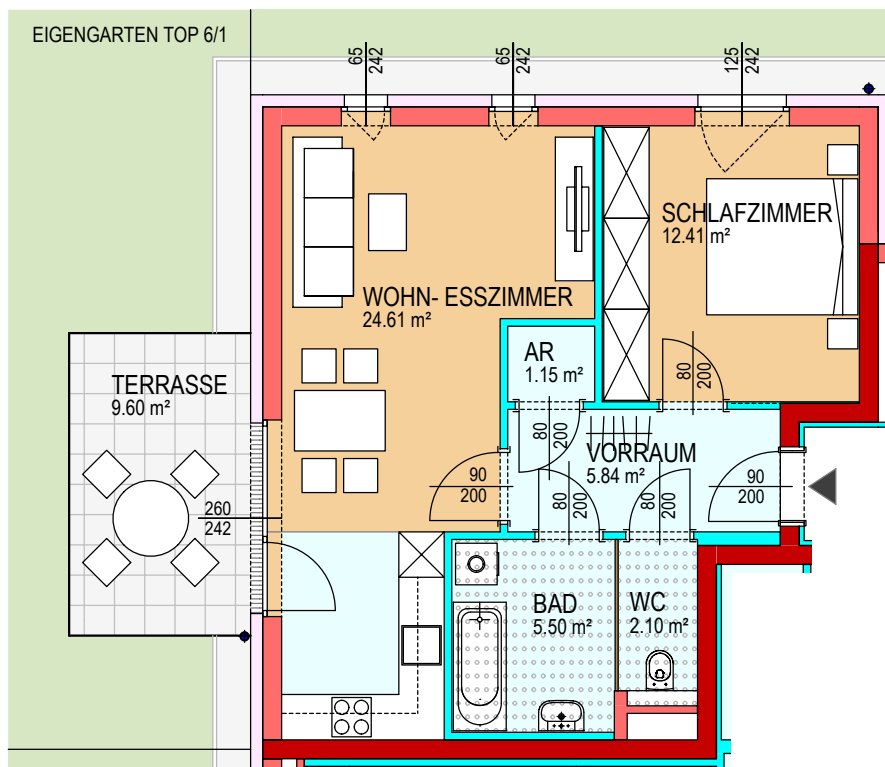 EIGENGARTEN TOP 6/1
65
242
65
242
125
242
SCHLAFZIMMER
12.41 m²
WOHN- ESSZIMMER
24.61 m²
AR
1.15 m²
80
200
TERRASSE
9.60 m²
80
200
VORRAUM
5.84 m²
90
200
80
200
80
200
90
200
260
242
BAD
5.50 m²
WC
2.10 m²